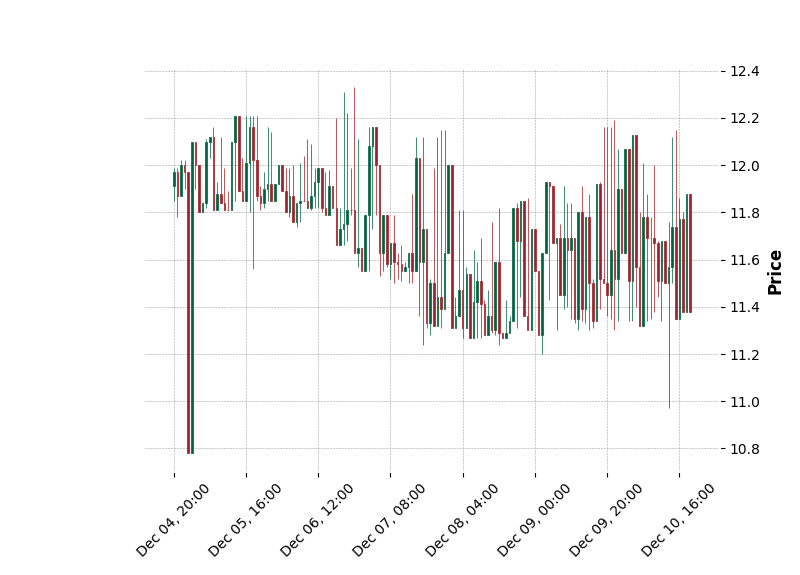 12.4
12.2
12.0
11.8
11.6
11.4
11.2
11.0
10.8
Price
Dec 04, 20:00
Dec 05, 16:00
Dec 06, 12:00
Dec 07, 08:00
Dec 08, 04:00
Dec 09, 00:00
Dec 09, 20:00
Dec 10, 16:00